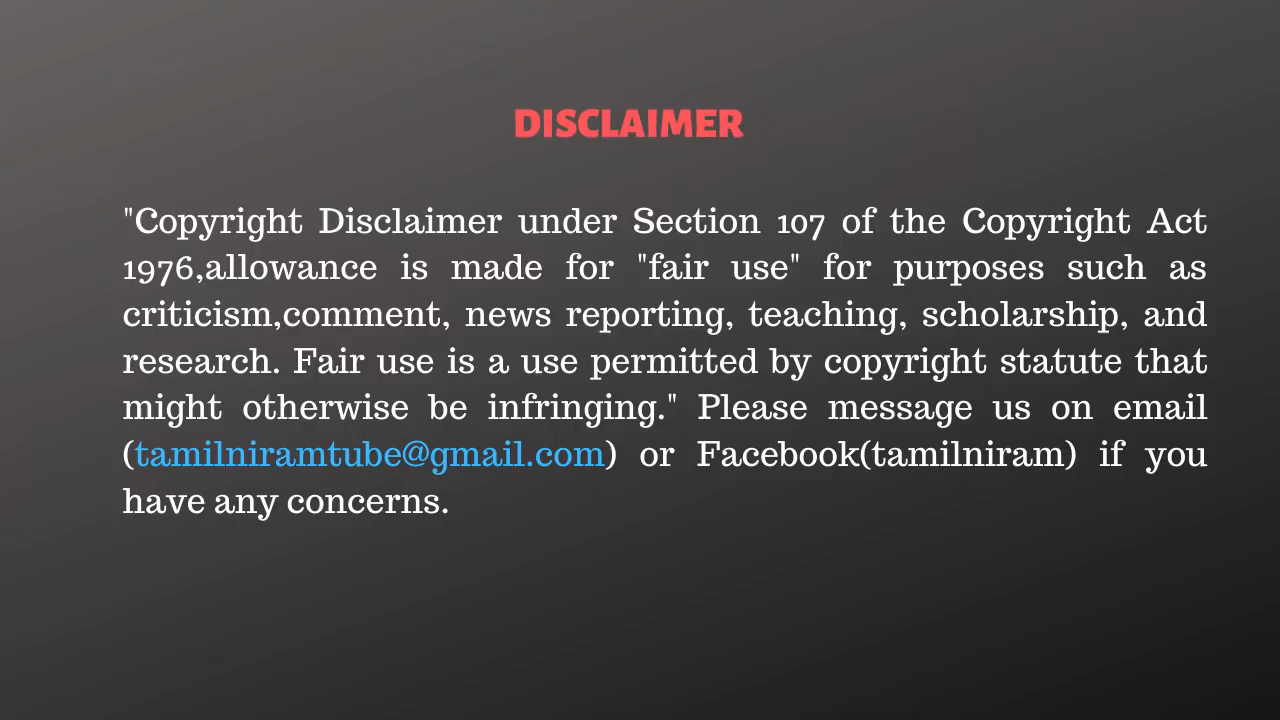 DISCLAIMER
"Copyright Disclaimer under Section 107 of the Copyright Act
1976,allowance is made for "fair use" for purposes such as
criticism,comment, news reporting, teaching, scholarship, and
research. Fair use is a use permitted by copyright statute that
might otherwise be infringing." Please message us on email
(tamilniramtube@gmail.com) or Facebook(tamilniram) if you
have any concerns.